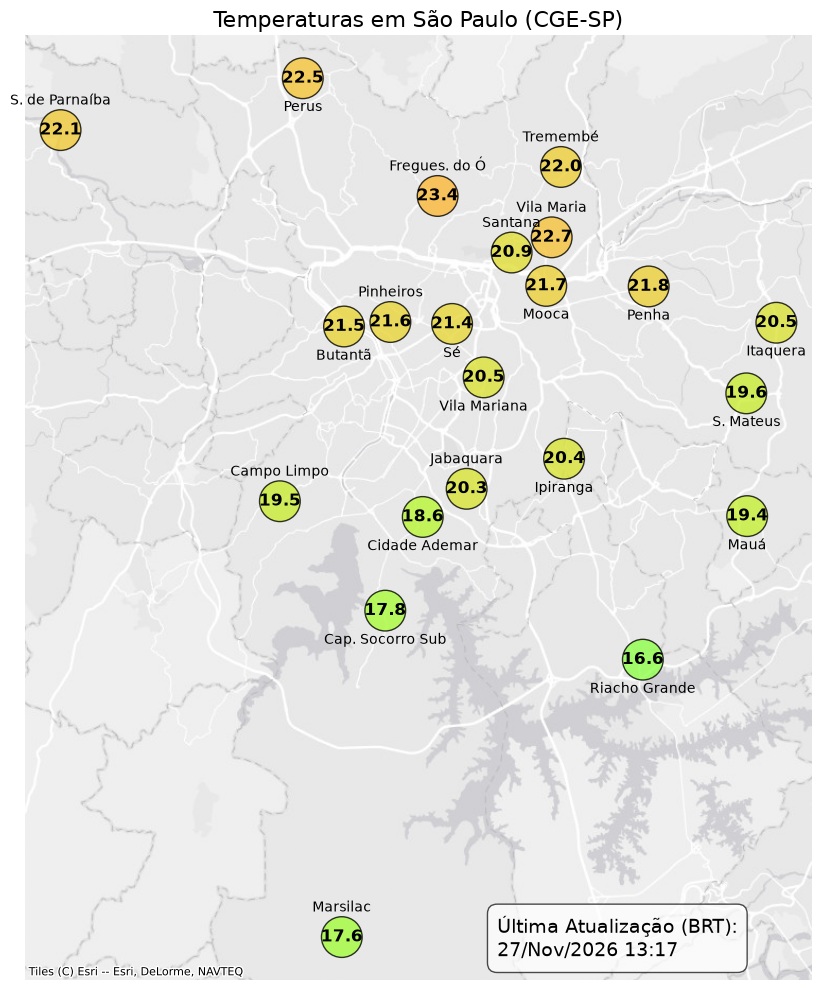 Temperaturas em São Paulo (CGE-SP)
22.5
Perus
S. de Parnaíba
22.1
Tremembé
22.0
Fregues. do Ó
23.4
Vila Maria
22.7
Santana
20.9
21.7
Mooca
21.8
Penha
Pinheiros
21.6
21.5
Butantã
21.4
Sé
20.5
Itaquera
20.5
Vila Mariana
19.6
S. Mateus
Jabaquara
20.3
20.4
Ipiranga
Campo Limpo
19.5
18.6
Cidade Ademar
19.4
Mauá
17.8
Cap. Socorro Sub
16.6
Riacho Grande
Marsilac
17.6
Última Atualização (BRT):
27/Nov/2026 13:17
Tiles (C) Esri -- Esri, DeLorme, NAVTEQ